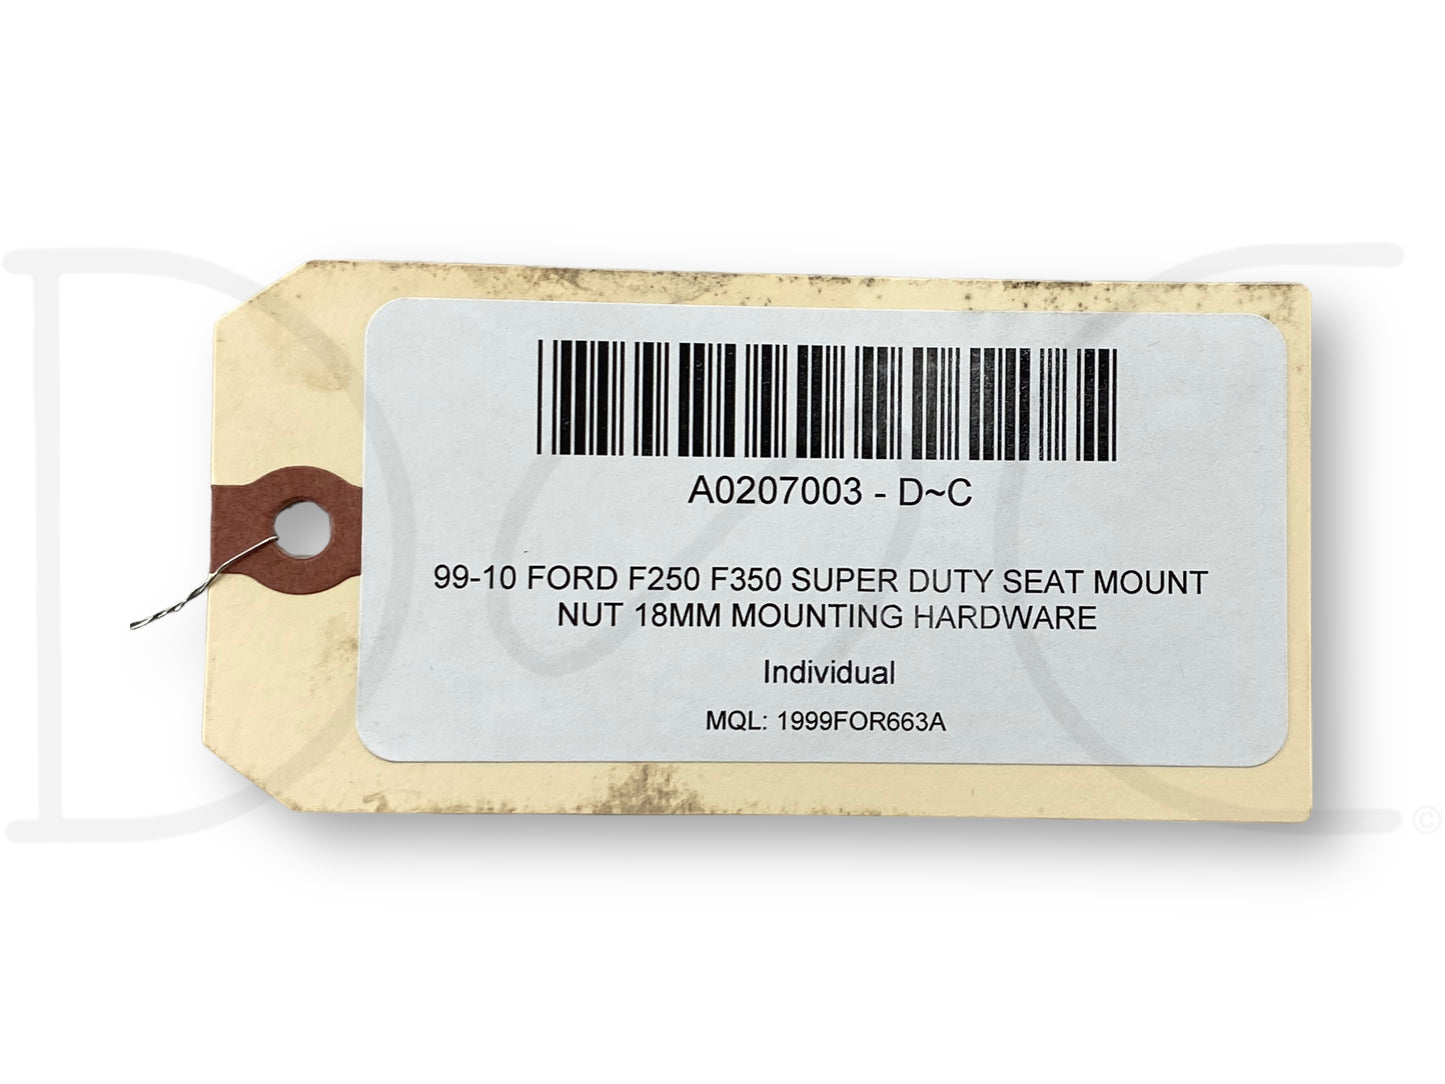 A0207003 - D~C
99-10 FORD F250 F350 SUPER DUTY SEAT MOUNT
NUT 18MM MOUNTING HARDWARE
Individual
MQL: 1999FOR663A
D~C
©